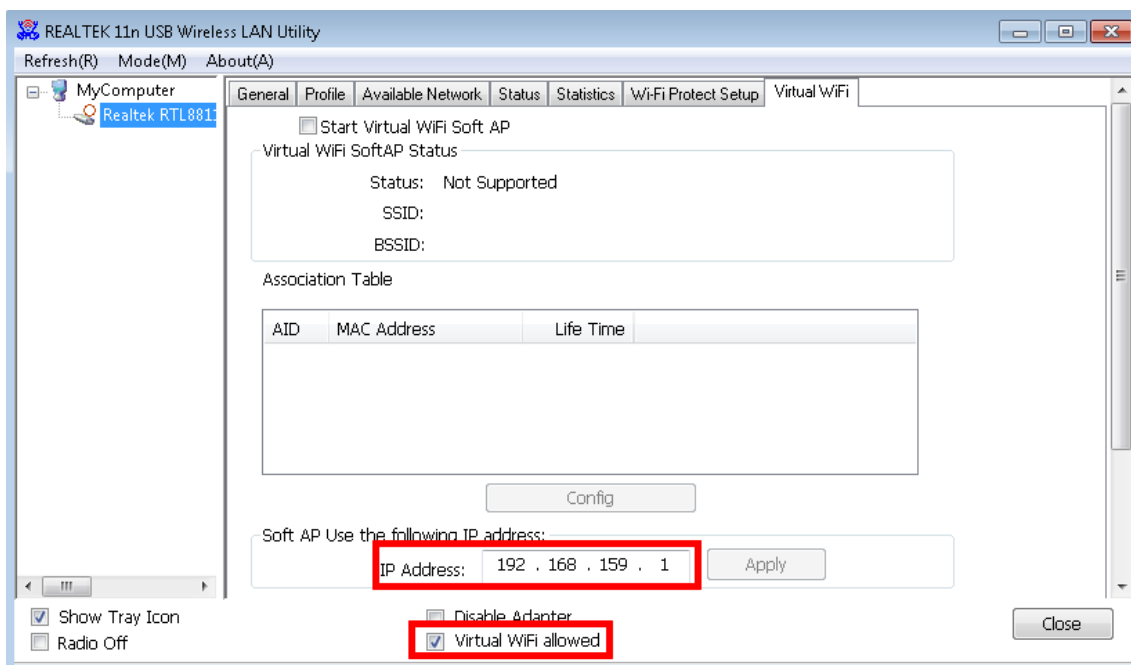 REALTEK 11n USB Wireless LAN Utility
Refresh(R) Mode(M) About(A)
MyComputer
Realtek RTL881
General Profile Available Network Status Statistics Wi-Fi Protect Setup Virtual WiFi
Start Virtual WiFi Soft AP
Virtual WiFi SoftAP Status
Status: Not Supported
SSID:
BSSID:
Association Table
AID MAC Address Life Time
Config
Soft AP Use the following IP address:
IP Address: 192 . 168 . 159 . 1 Apply
Show Tray Icon Disable Adapter
Radio Off Virtual WiFi allowed
Close